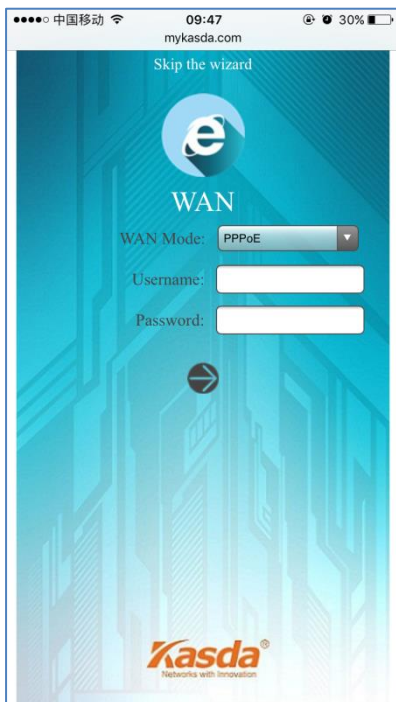 中国移动 09:47 30%
mykasda.com
Skip the wizard
WAN
WAN Mode: PPPoE
Username:
Password:
Kasda®
Networks with Innovation